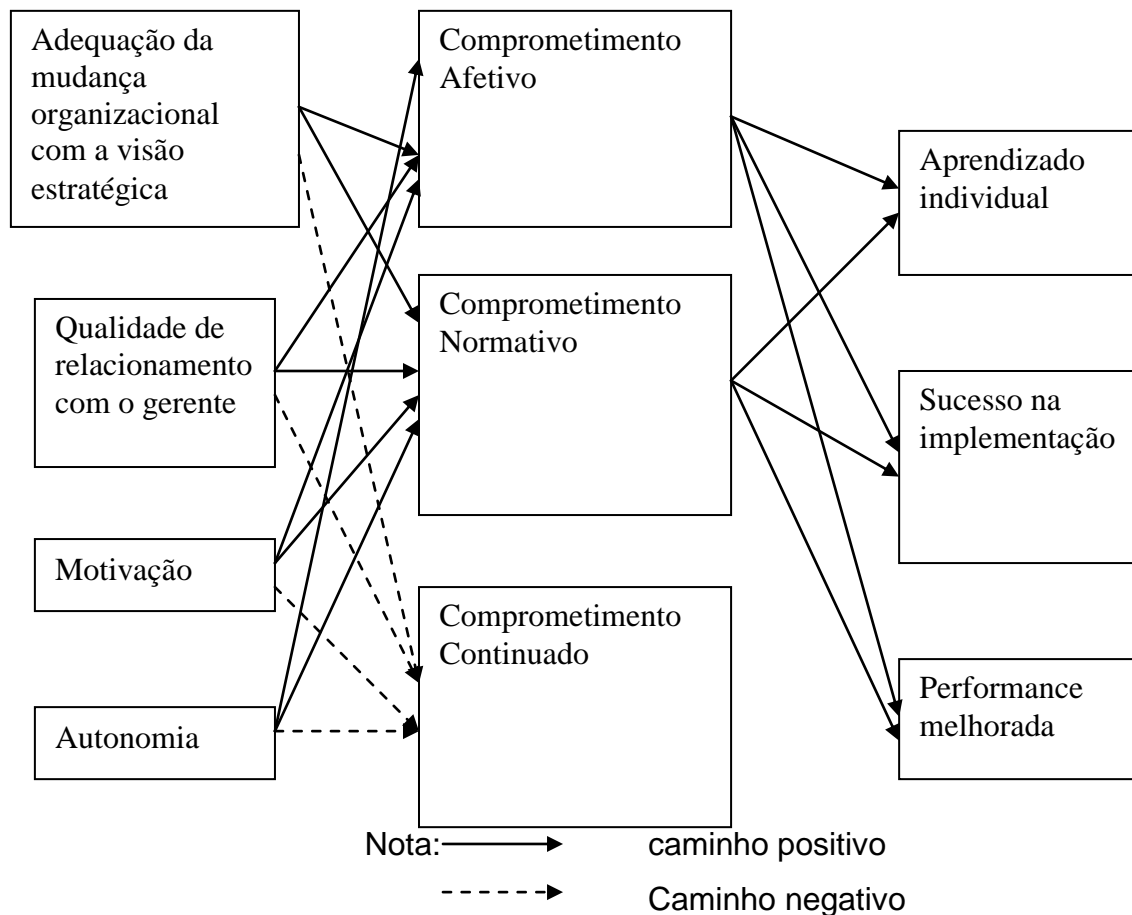 Adequação da
mudança
organizacional
com a visão
estratégica
Qualidade de
relacionamento
com o gerente
Motivação
Autonomia
Comprometimento
Afetivo
Comprometimento
Normativo
Comprometimento
Continuado
Aprendizado
individual
Sucesso na
implementação
Performance
melhorada
Nota: caminho positivo
Caminho negativo